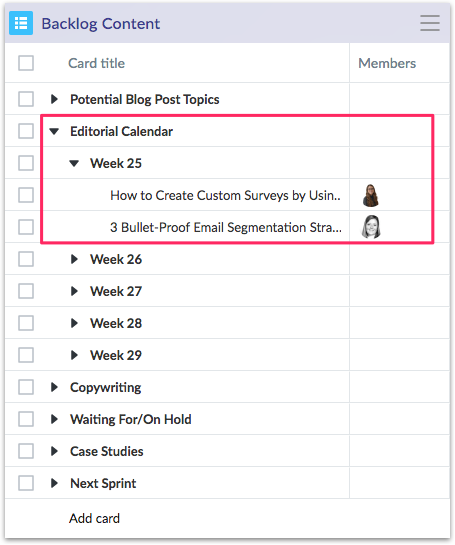 Backlog Content
Card title Members
Potential Blog Post Topics
Editorial Calendar
Week 25
How to Create Custom Surveys by Usin..
3 Bullet-Proof Email Segmentation Stra...
Week 26
Week 27
Week 28
Week 29
Copywriting
Waiting For/On Hold
Case Studies
Next Sprint
Add card